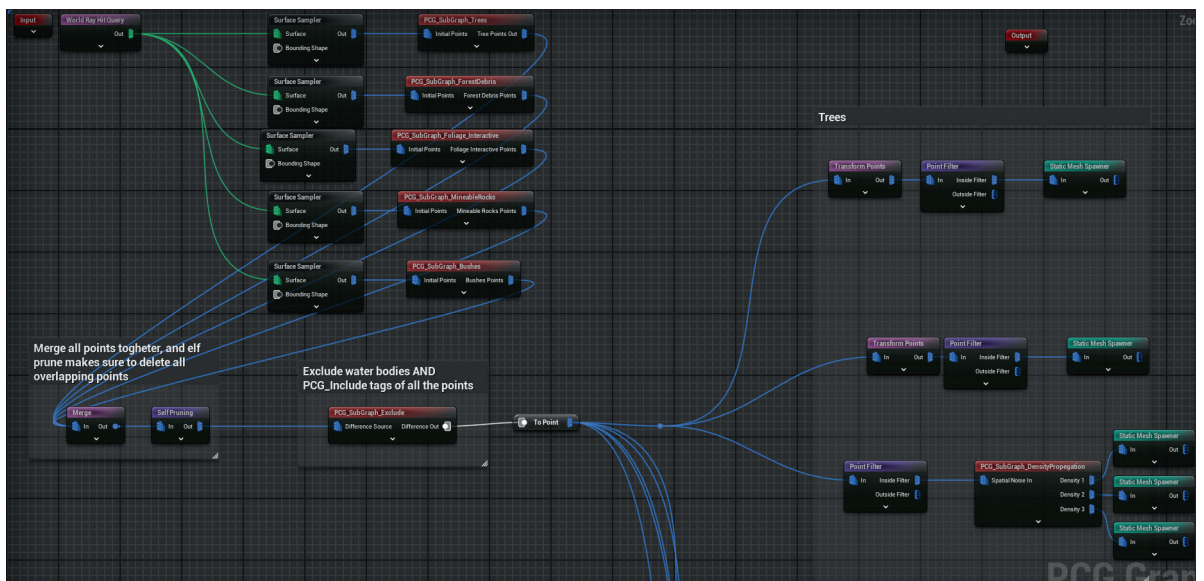 Input
World Ray Hit Query
Out
Surface Sampler
Surface Out
Bounding Shape
PCG_SubGraph_Trees
Initial Points Tree Points Out
Surface Sampler
Surface Out
Bounding Shape
PCG_SubGraph_ForestDebris
Initial Points Forest Debris Points
Surface Sampler
Surface Out
Bounding Shape
PCG_SubGraph_Foliage_Interactive
Initial Points Foliage Interactive Points
Surface Sampler
Surface Out
Bounding Shape
PCG_SubGraph_MineableRocks
Initial Points Mineable Rocks Points
Surface Sampler
Surface Out
Bounding Shape
PCG_SubGraph_Bushes
Initial Points Bushes Points
Merge all points togheter, and elf
prune makes sure to delete all
overlapping points
Merge
In Out
Self Pruning
In Out
Exclude water bodies AND
PCG_Include tags of all the points
PCG_SubGraph_Exclude
Difference Source Difference Out
To Point
Output
Trees
Transform Points
In Out
Point Filter
In Inside Filter
Outside Filter
Static Mesh Spawner
In Out
Transform Points
In Out
Point Filter
In Inside Filter
Outside Filter
Static Mesh Spawner
In Out
Point Filter
In Inside Filter
Outside Filter
PCG_SubGraph_DensityPropegation
Spatial Noise In Density 1
Density 2
Density 3
Static Mesh Spawner
In Out
Static Mesh Spawner
In Out
Static Mesh Spawner
In Out